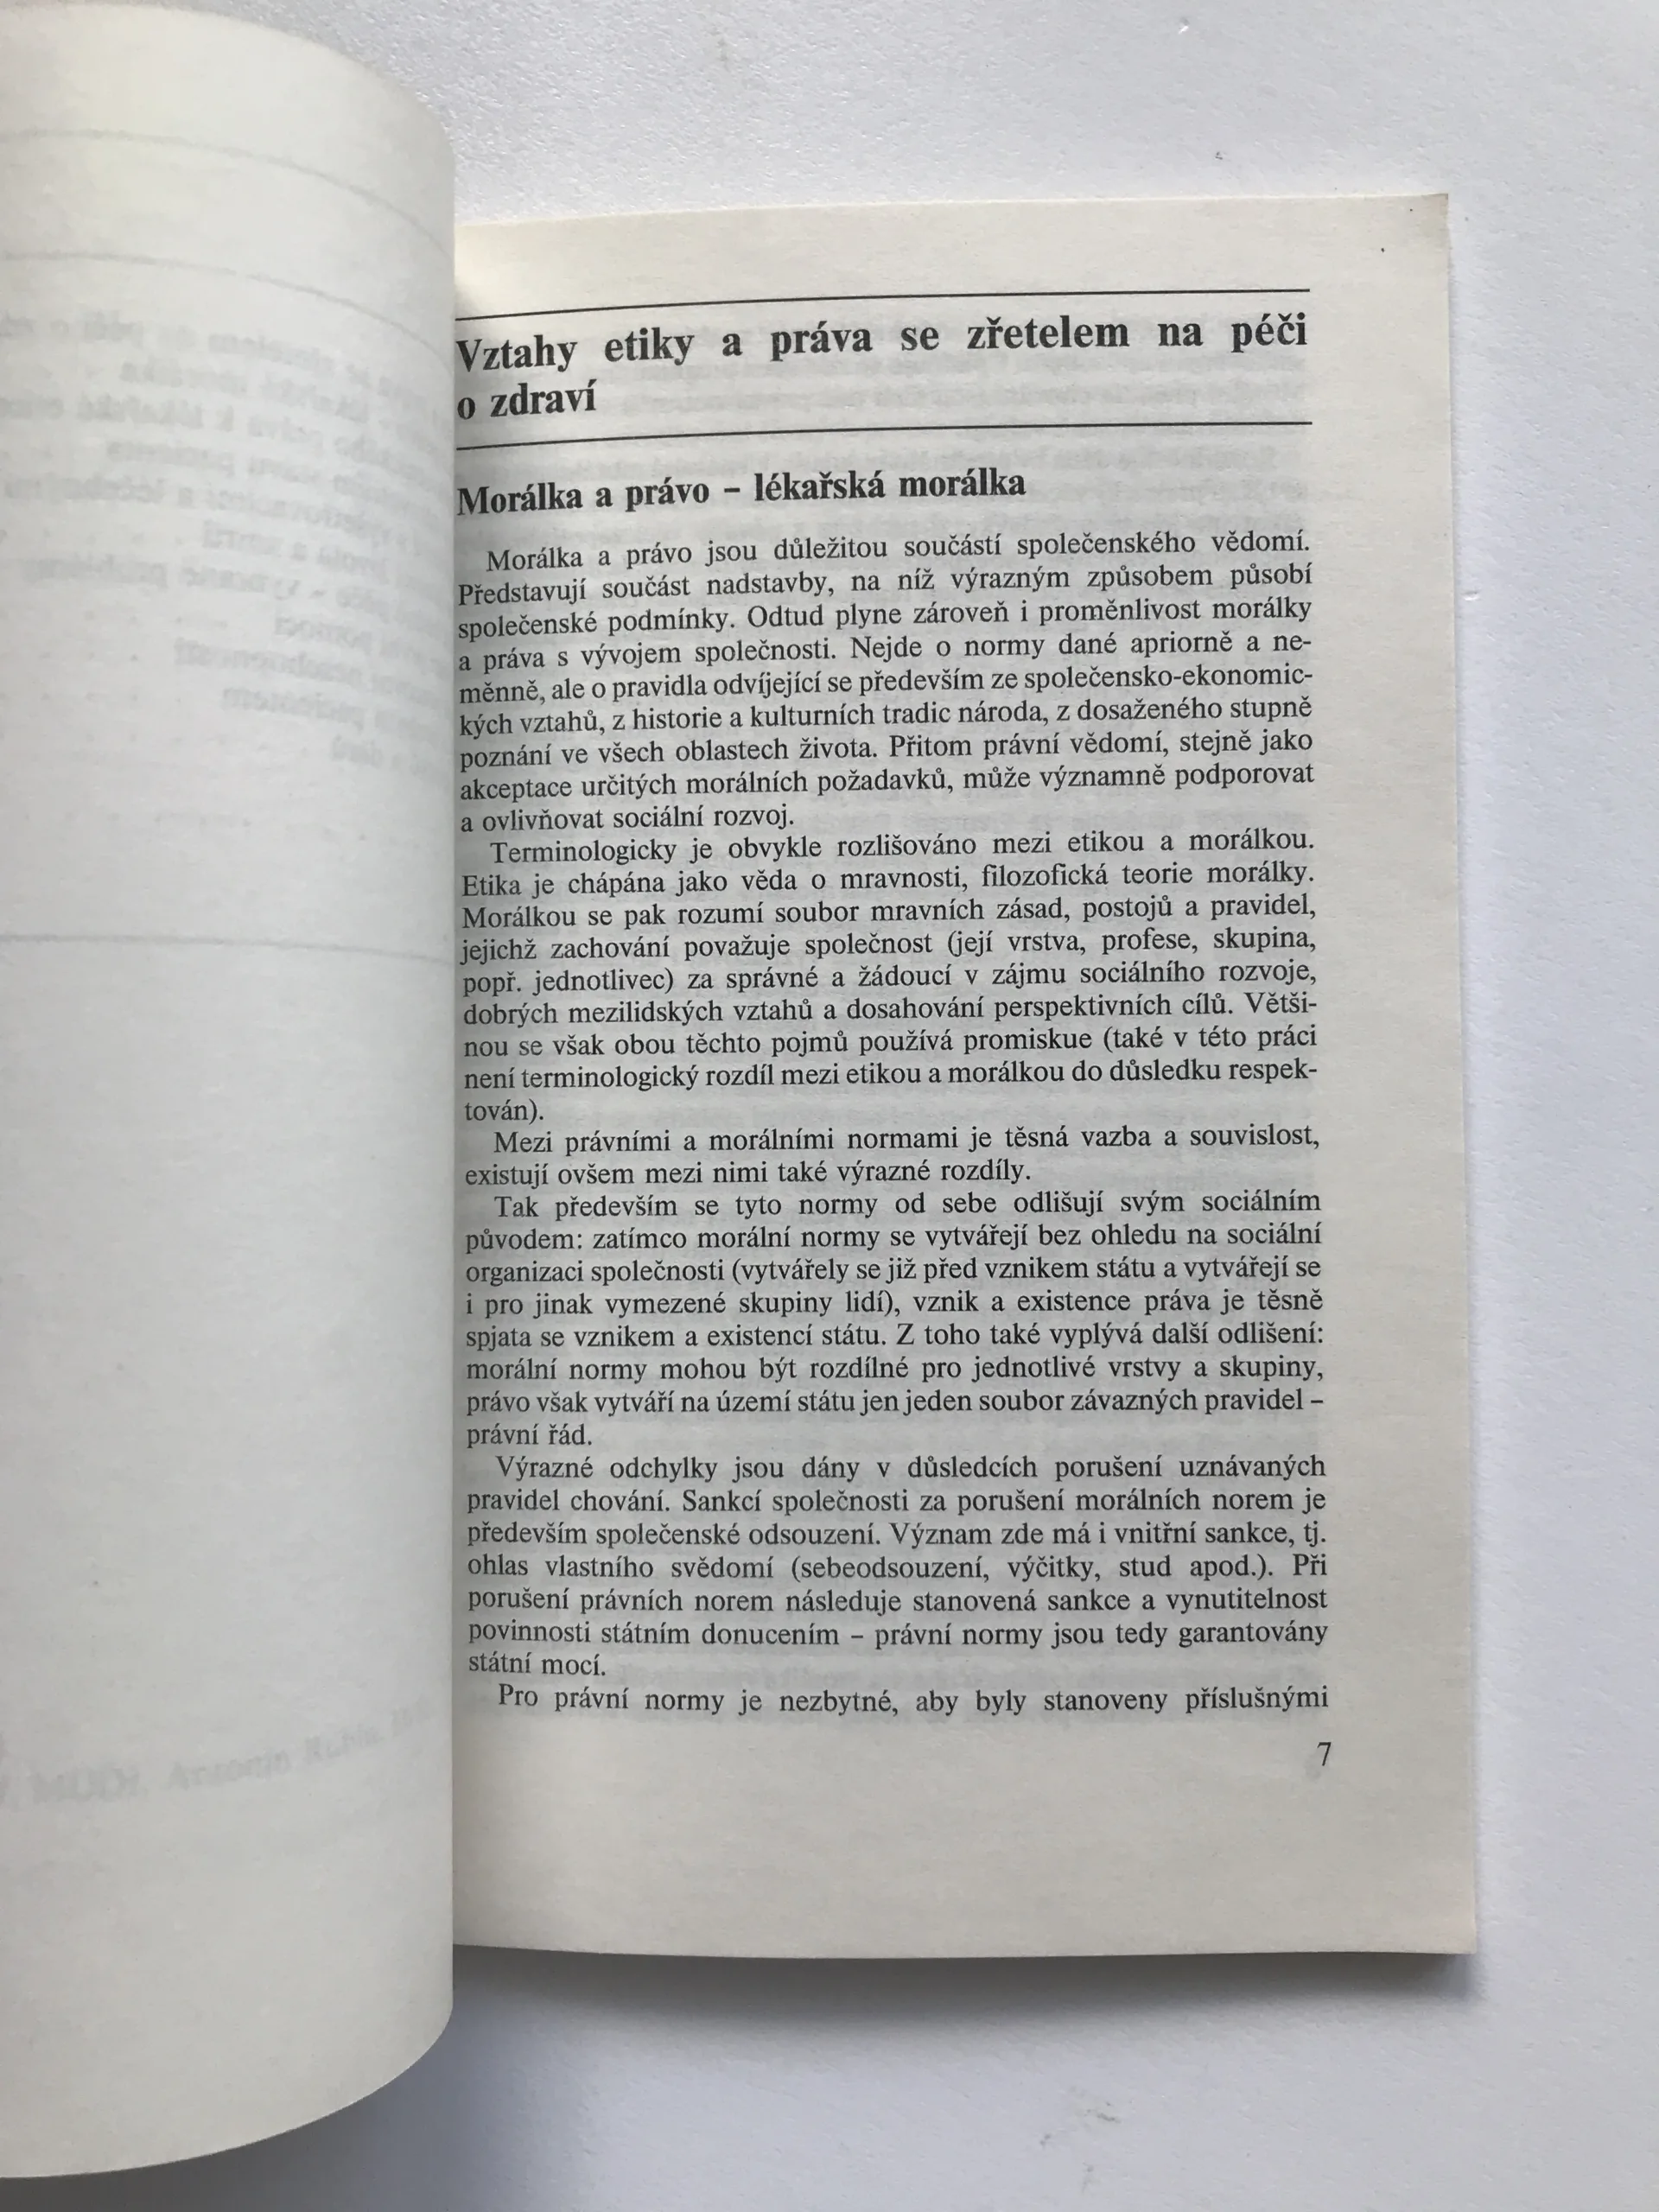 Vztahy etiky a práva se zřetelem na péči
o zdraví
Morálka a právo – lékařská morálka
Morálka a právo jsou důležitou součástí společenského vědomí.
Představují součást nadstavby, na níž výrazným způsobem působí
společenské podmínky. Odtud plyne zároveň i proměnlivost morálky
a práva s vývojem společnosti. Nejde o normy dané apriorně a ne-
měnně, ale o pravidla odvíjející se především ze společensko-ekonomic-
kých vztahů, z historie a kulturních tradic národa, z dosaženého stupně
poznání ve všech oblastech života. Přitom právní vědomí, stejně jako
akceptace určitých morálních požadavků, může významně podporovat
a ovlivňovat sociální rozvoj.
Terminologicky je obvykle rozlišováno mezi etikou a morálkou.
Etika je chápána jako věda o mravnosti, filozofická teorie morálky.
Morálkou se pak rozumí soubor mravních zásad, postojů a pravidel,
jejichž zachování považuje společnost (její vrstva, profese, skupina,
popř. jednotlivec) za správné a žádoucí v zájmu sociálního rozvoje,
dobrých mezilidských vztahů a dosahování perspektivních cílů. Větši-
nou se však obou těchto pojmů používá promiskue (také v této práci
není terminologický rozdíl mezi etikou a morálkou do důsledku respek-
tován).
Mezi právními a morálními normami je těsná vazba a souvislost,
existují ovšem mezi nimi také výrazné rozdíly.
Tak především se tyto normy od sebe odlišují svým sociálním
původem: zatímco morální normy se vytvářejí bez ohledu na sociální
organizaci společnosti (vytvářely se již před vznikem státu a vytvářejí se
i pro jinak vymezené skupiny lidí), vznik a existence práva je těsně
spjata se vznikem a existencí státu. Z toho také vyplývá další odlišení:
morální normy mohou být rozdílné pro jednotlivé vrstvy a skupiny,
právo však vytváří na území státu jen jeden soubor závazných pravidel –
právní řád.
Výrazné odchylky jsou dány v důsledcích porušení uznávaných
pravidel chování. Sankcí společnosti za porušení morálních norem je
především společenské odsouzení. Význam zde má i vnitřní sankce, tj.
ohlas vlastního svědomí (sebeodsouzení, výčitky, stud apod.). Při
porušení právních norem následuje stanovená sankce a vynutitelnost
povinnosti státním donucením – právní normy jsou tedy garantovány
státní mocí.
Pro právní normy je nezbytné, aby byly stanoveny příslušnými
7